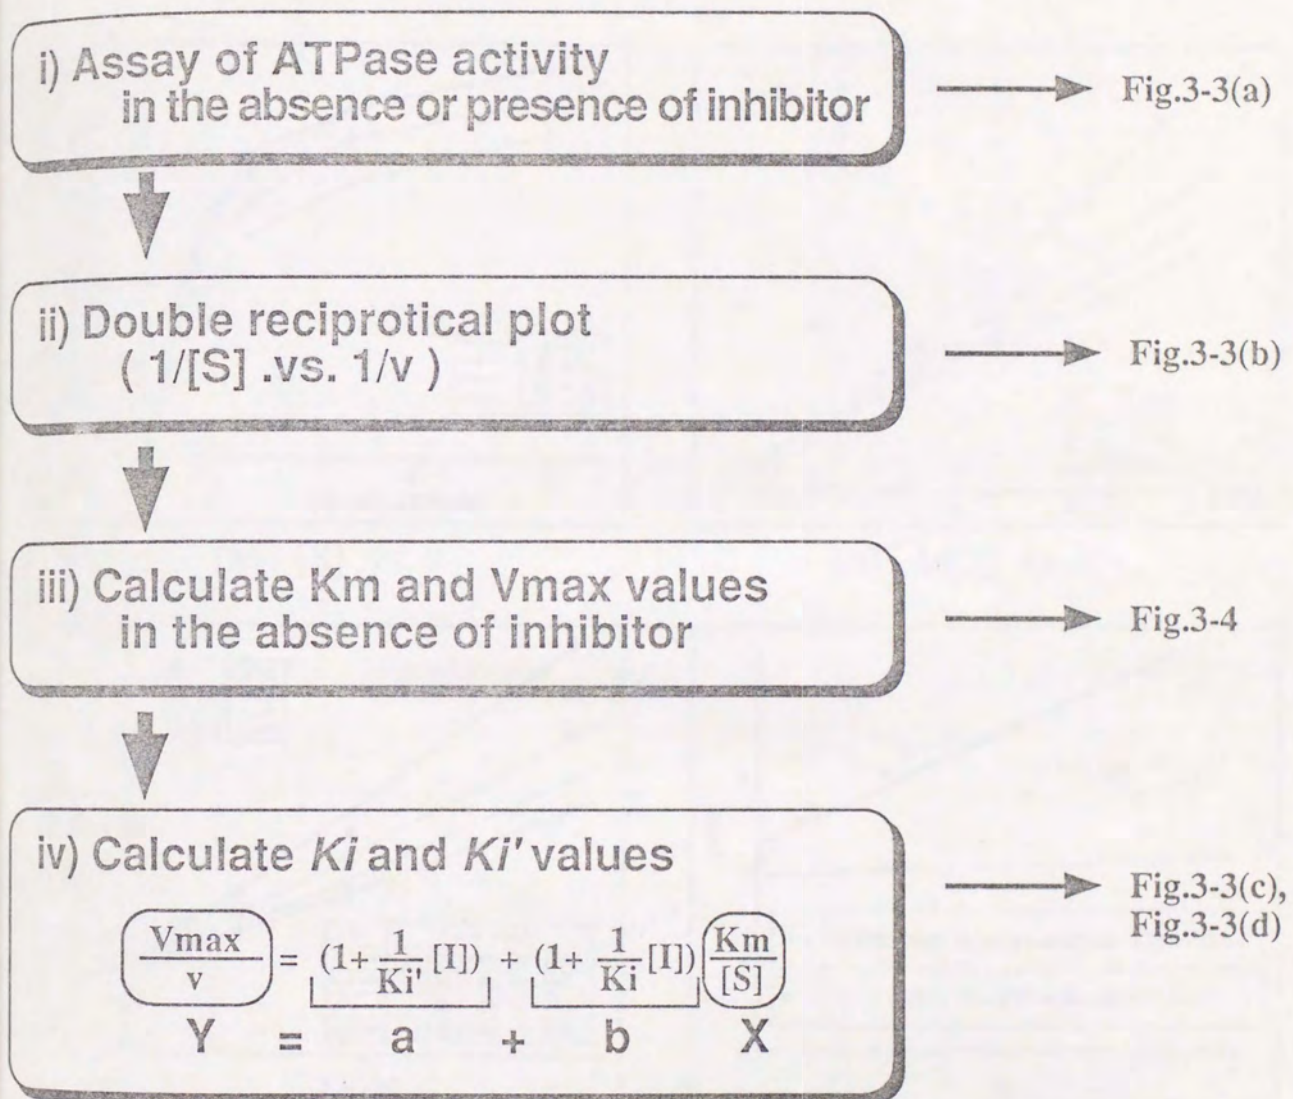 i) Assay of ATPase activity
in the absence or presence of inhibitor
Fig.3-3(a)
ii) Double reciprotical plot
( 1/[S] .vs. 1/v )
Fig.3-3(b)
iii) Calculate Km and Vmax values
in the absence of inhibitor
Fig.3-4
iv) Calculate Ki and Ki' values
Fig.3-3(c),
Fig.3-3(d)
Vmax/v = (1+ 1/Ki' [I]) + (1+ 1/Ki [I]) Km/[S]
Y = a + b X